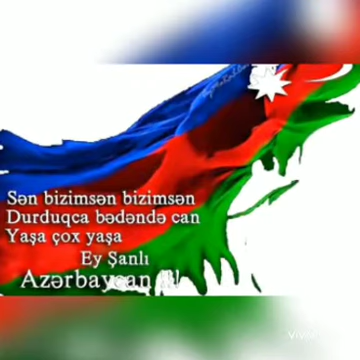 Sən bizimsən bizimsən
Durduqca bədəndə can
Yaşa çox yaşa
Ey Şanlı
Azərbaycan !!!